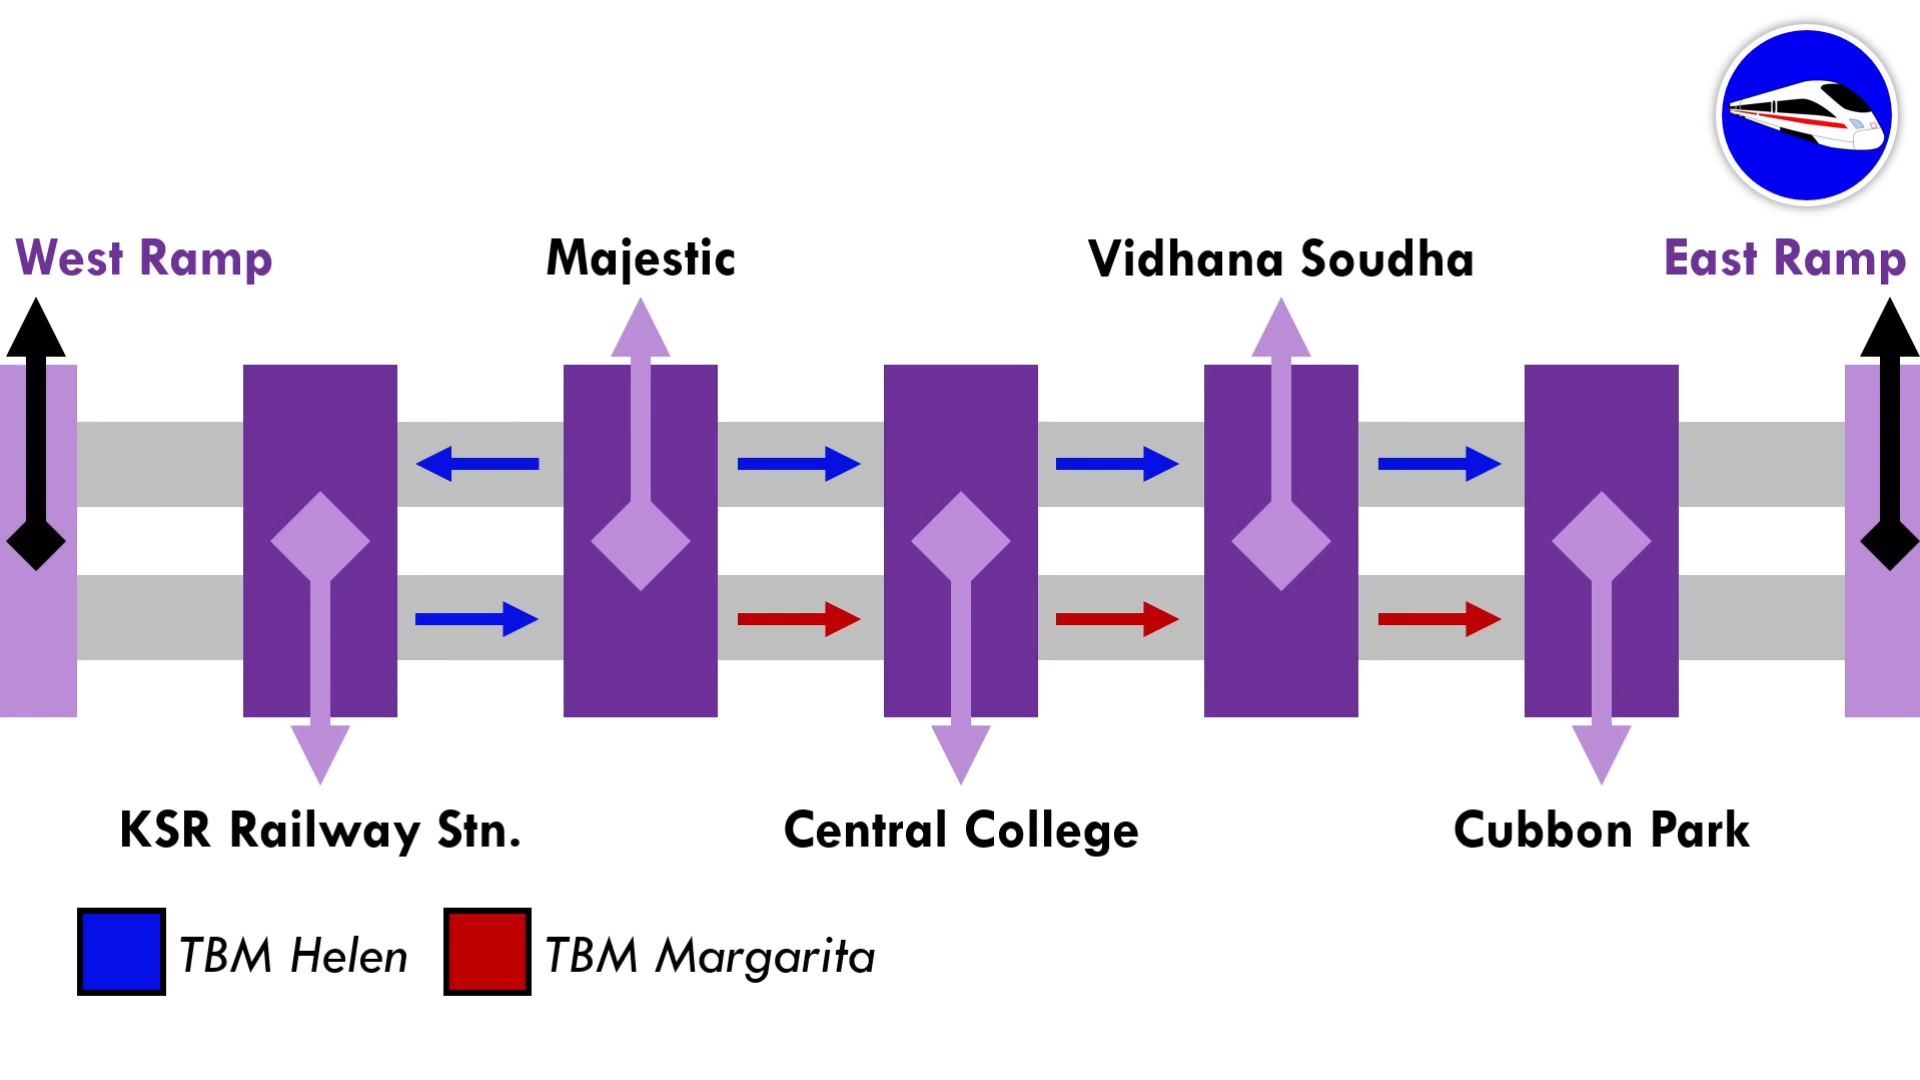 West Ramp
Majestic
Vidhana Soudha
East Ramp
KSR Railway Stn.
Central College
Cubbon Park
TBM Helen
TBM Margarita